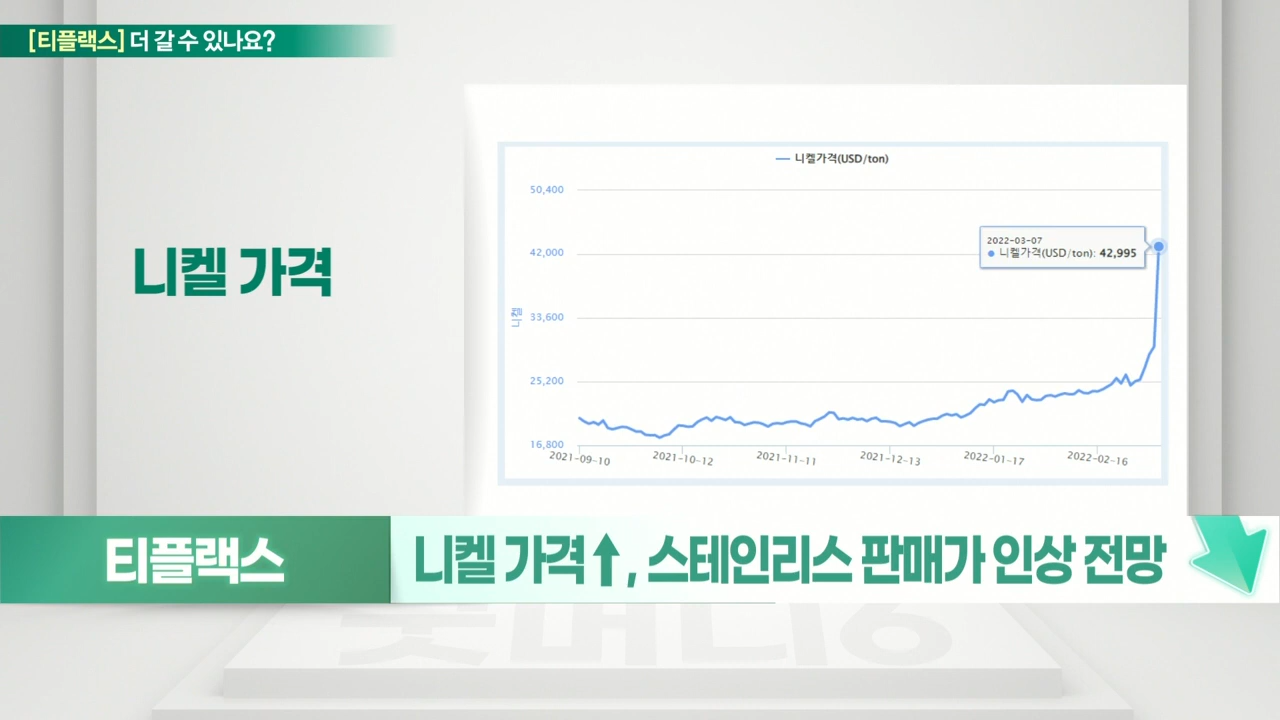 [티플랙스] 더 갈 수 있나요?
니켈 가격
니켈가격(USD/ton)
50,400
42,000
33,600
25,200
16,800
니켈
2022-03-07
니켈가격(USD/ton): 42,995
2021-09-10
2021-10-12
2021-11-11
2021-12-13
2022-01-17
2022-02-16
티플랙스
니켈 가격↑, 스테인리스 판매가 인상 전망
머니6